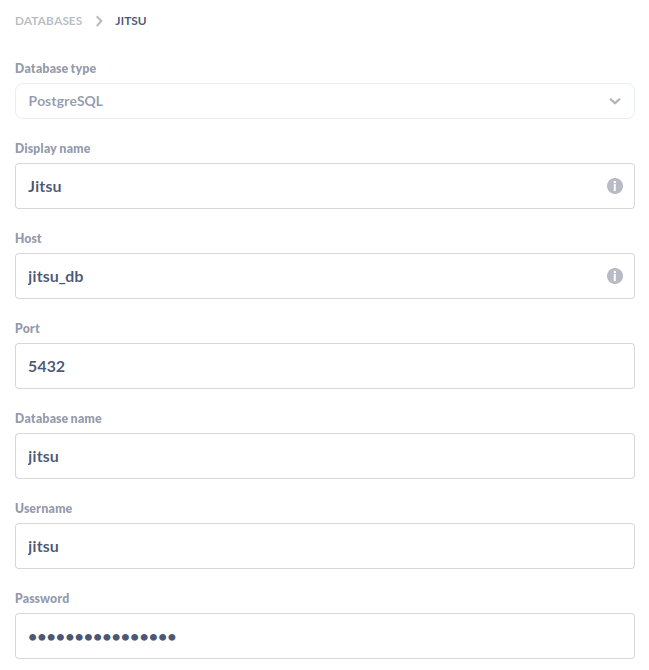 DATABASES > JITSU
Database type
PostgreSQL
Display name
Jitsu
Host
jitsu_db
Port
5432
Database name
jitsu
Username
jitsu
Password
••••••••••••••••